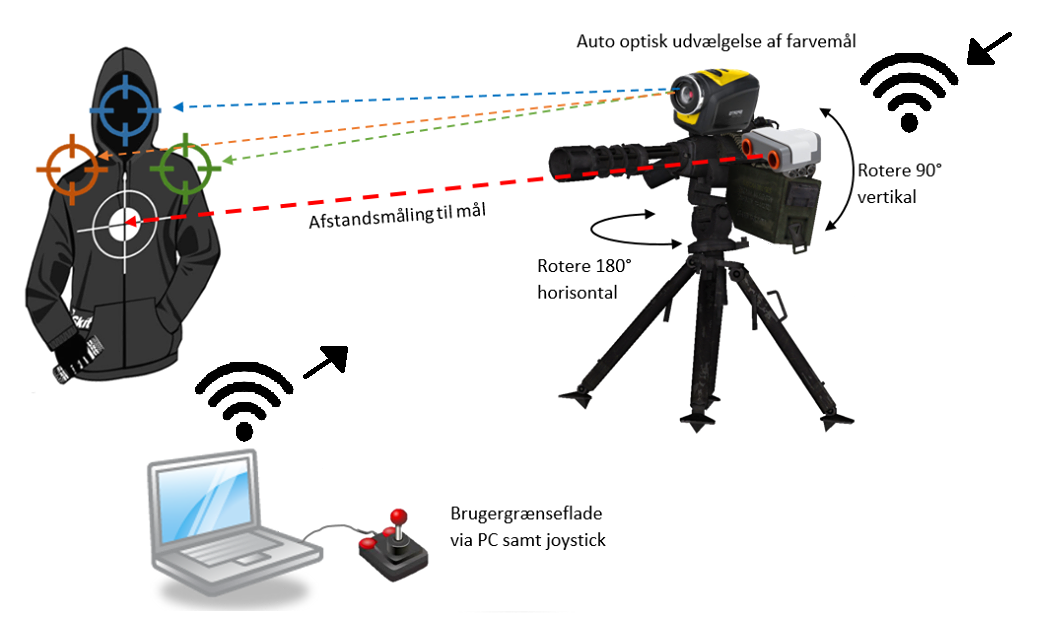 Auto optisk udvælgelse af farvemål
Rotere 90°
vertikal
Afstandsmåling til mål
Rotere 180°
horisontal
Brugergrænseflade
via PC samt joystick